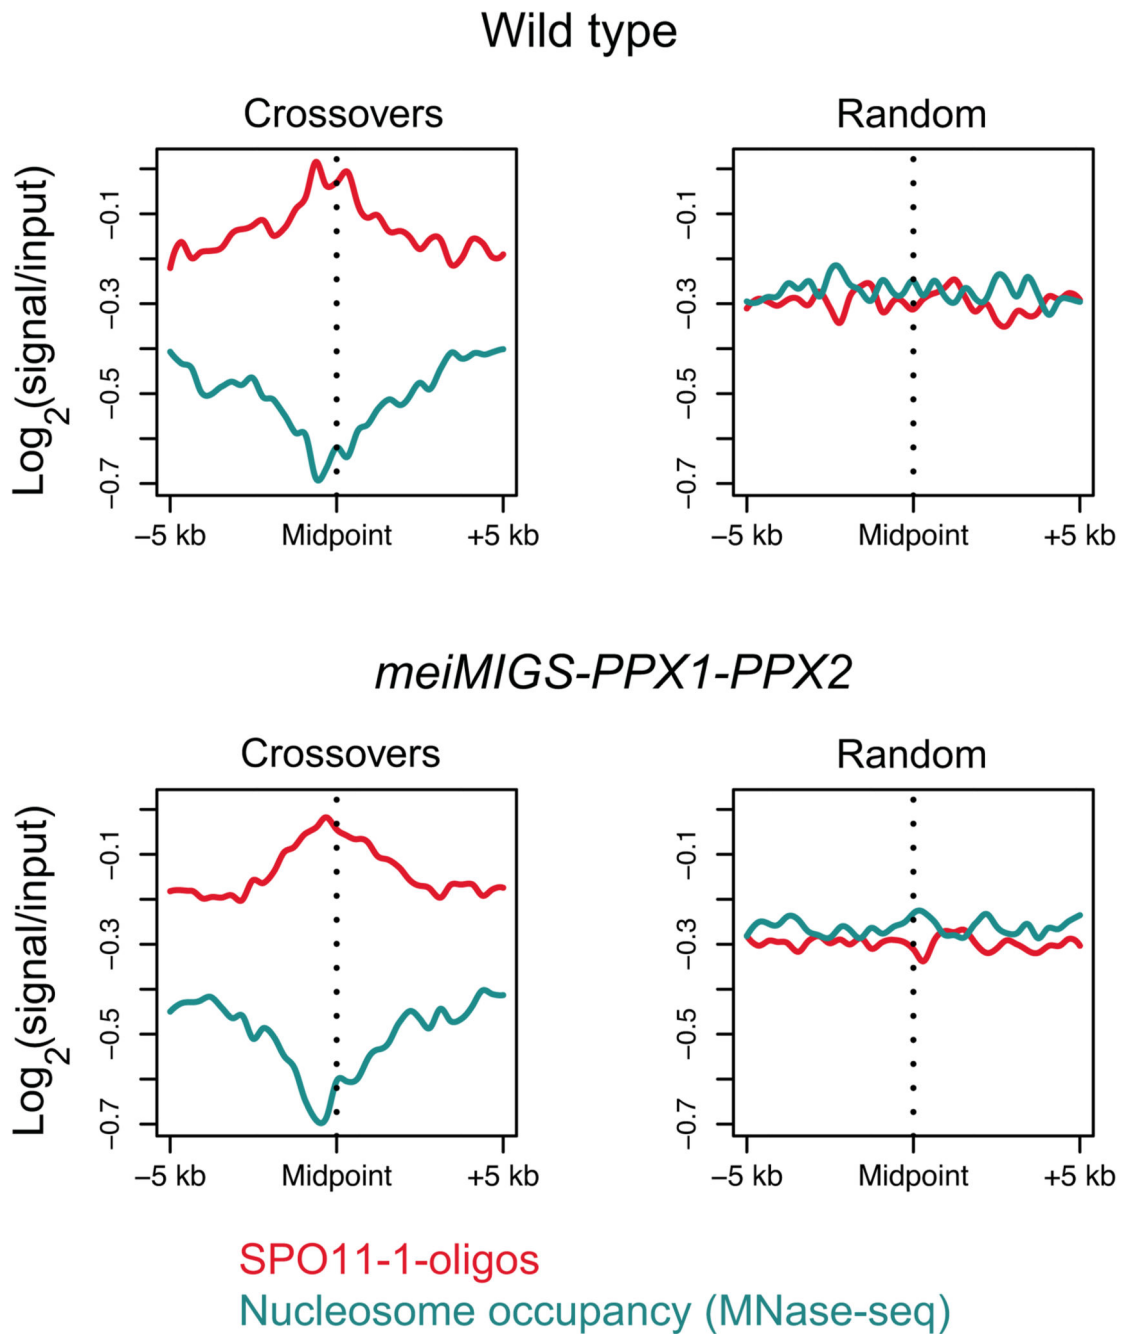 Wild type
Crossovers
Random
Log2(signal/input)
−0.1
−0.3
−0.5
−0.7
−5 kb
Midpoint
+5 kb
−0.1
−0.3
−0.5
−0.7
−5 kb
Midpoint
+5 kb
meiMIGS-PPX1-PPX2
Crossovers
Random
Log2(signal/input)
−0.1
−0.3
−0.5
−0.7
−5 kb
Midpoint
+5 kb
−0.1
−0.3
−0.5
−0.7
−5 kb
Midpoint
+5 kb
SPO11-1-oligos
Nucleosome occupancy (MNase-seq)